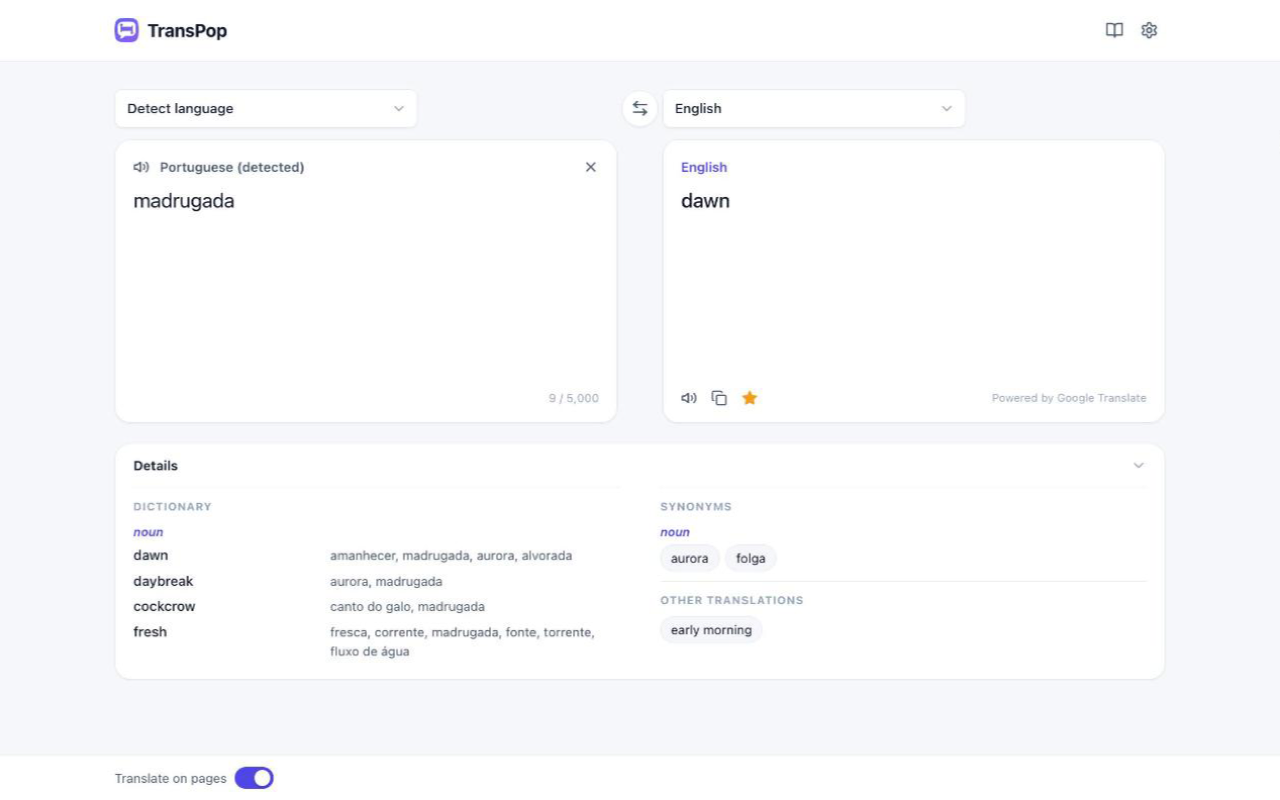 TransPop
Detect language
English
Portuguese (detected)
madrugada
9 / 5,000
English
dawn
Powered by Google Translate
Details
DICTIONARY
noun
dawn amanhecer, madrugada, aurora, alvorada
daybreak aurora, madrugada
cockcrow canto do galo, madrugada
fresh fresca, corrente, madrugada, fonte, torrente,
fluxo de água
SYNONYMS
noun
aurora folga
OTHER TRANSLATIONS
early morning
Translate on pages